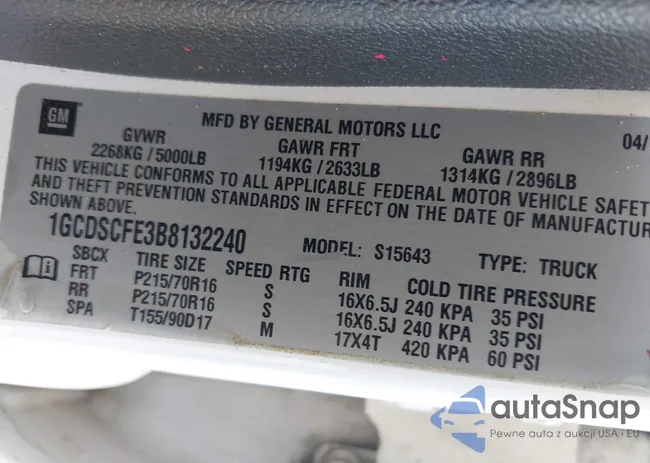 GM
MFD BY GENERAL MOTORS LLC
04/
GVWR GAWR FRT GAWR RR
2268KG / 5000LB 1194KG / 2633LB 1314KG / 2896LB
THIS VEHICLE CONFORMS TO ALL APPLICABLE FEDERAL MOTOR VEHICLE SAFET
AND THEFT PREVENTION STANDARDS IN EFFECT ON THE DATE OF MANUFACTUR
SHOWN ABOVE.
1GCDSCFE3B8132240 MODEL: S15643 TYPE: TRUCK
SBCX TIRE SIZE SPEED RTG RIM COLD TIRE PRESSURE
FRT P215/70R16 S 16X6.5J 240 KPA 35 PSI
RR P215/70R16 S 16X6.5J 240 KPA 35 PSI
SPA T155/90D17 M 17X4T 420 KPA 60 PSI
autaSnap
Pewne auta z aukcji USA i EU